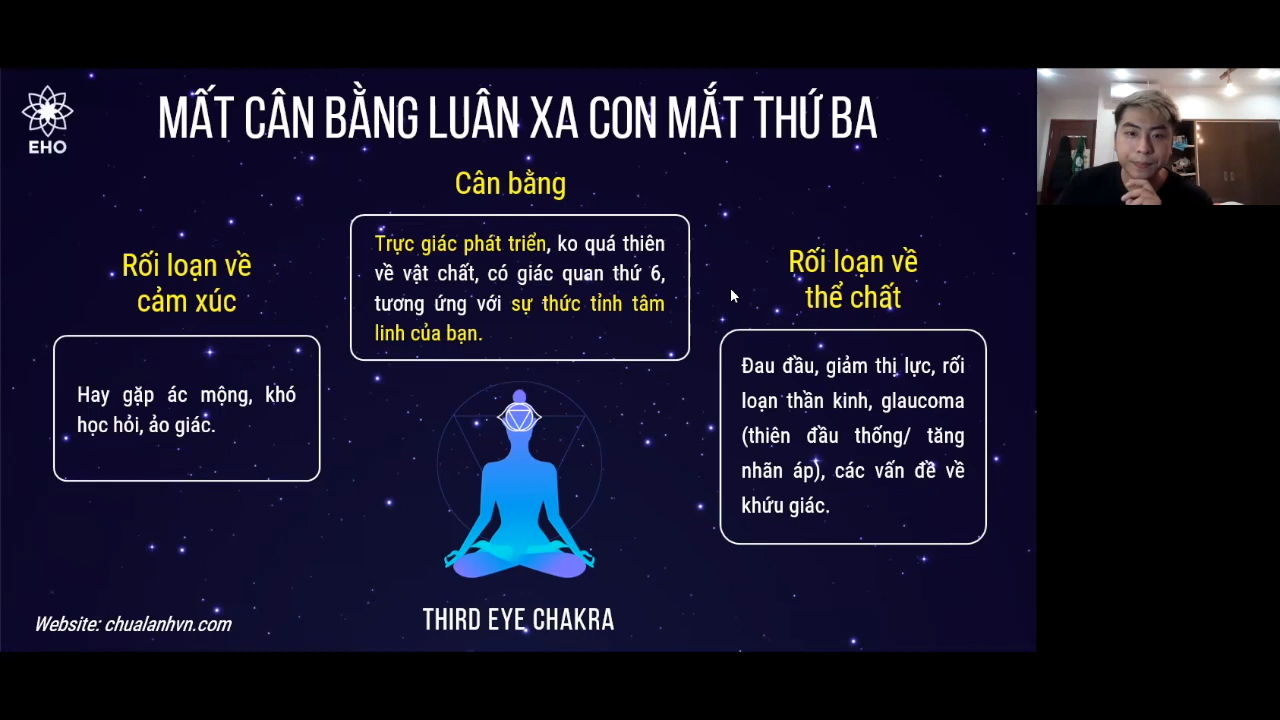 EHO
MẤT CÂN BẰNG LUÂN XA CON MẮT THỨ BA
Cân bằng
Trực giác phát triển, ko quá thiên
về vật chất, có giác quan thứ 6,
tương ứng với sự thức tỉnh tâm
linh của bạn.
Rối loạn về
cảm xúc
Hay gặp ác mộng, khó
học hỏi, ảo giác.
Rối loạn về
thể chất
Đau đầu, giảm thị lực, rối
loạn thần kinh, glaucoma
(thiên đầu thống/ tăng
nhãn áp), các vấn đề về
khứu giác.
THIRD EYE CHAKRA
Website: chualanhvn.com